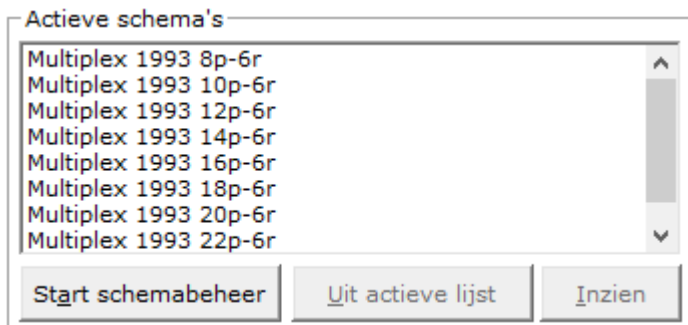 Actieve schema's
Multiplex 1993 8p-6r
Multiplex 1993 10p-6r
Multiplex 1993 12p-6r
Multiplex 1993 14p-6r
Multiplex 1993 16p-6r
Multiplex 1993 18p-6r
Multiplex 1993 20p-6r
Multiplex 1993 22p-6r
Start schemabeheer Uit actieve lijst Inzien